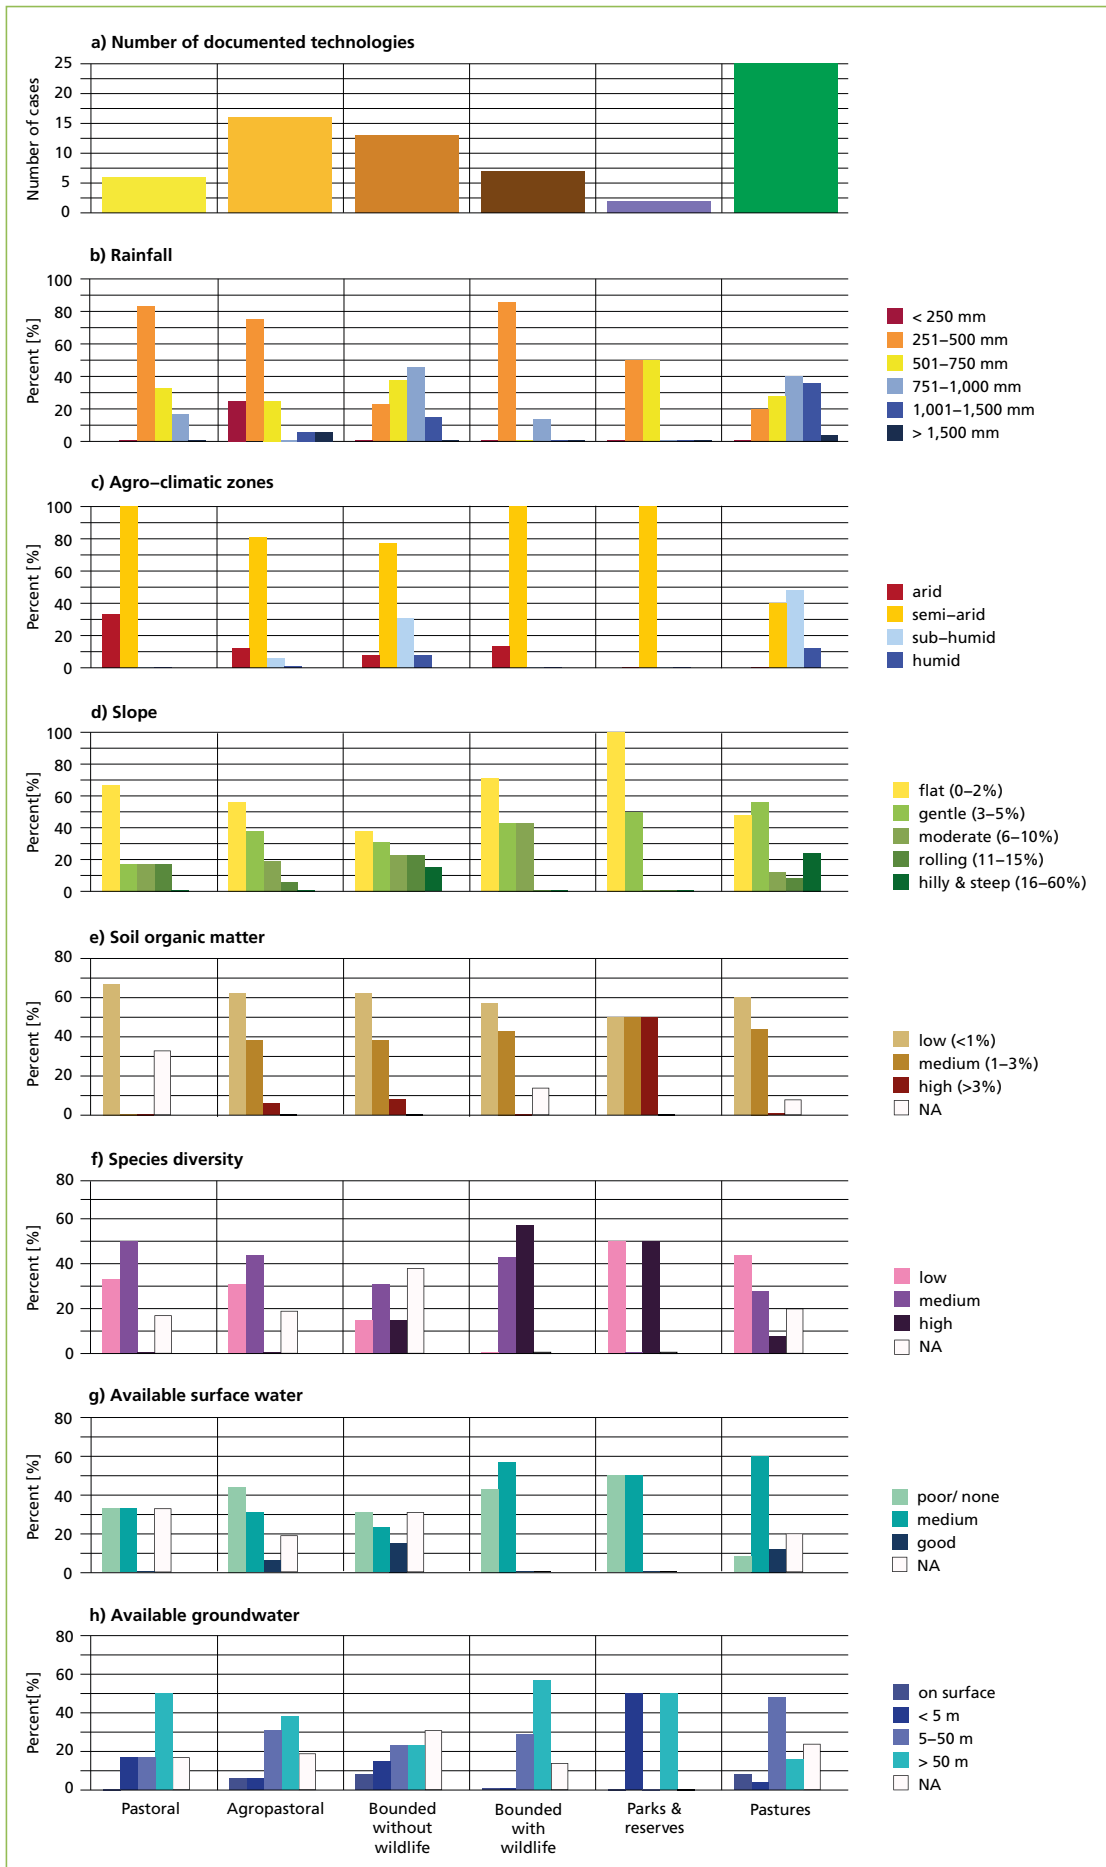 a) Number of documented technologies
Number of cases
25
20
15
10
5
0
b) Rainfall
Percent [%]
100
80
60
40
20
0
< 250 mm
251–500 mm
501–750 mm
751–1,000 mm
1,001–1,500 mm
> 1,500 mm
c) Agro–climatic zones
Percent [%]
100
80
60
40
20
0
arid
semi–arid
sub–humid
humid
d) Slope
Percent[%]
100
80
60
40
20
0
flat (0–2%)
gentle (3–5%)
moderate (6–10%)
rolling (11–15%)
hilly & steep (16–60%)
e) Soil organic matter
Percent [%]
80
60
40
20
0
low (<1%)
medium (1–3%)
high (>3%)
NA
f) Species diversity
Percent [%]
80
60
40
20
0
low
medium
high
NA
g) Available surface water
Percent [%]
80
60
40
20
0
poor/ none
medium
good
NA
h) Available groundwater
Percent[%]
80
60
40
20
0
on surface
< 5 m
5–50 m
> 50 m
NA
Pastoral
Agropastoral
Bounded
without
wildlife
Bounded
with
wildlife
Parks &
reserves
Pastures